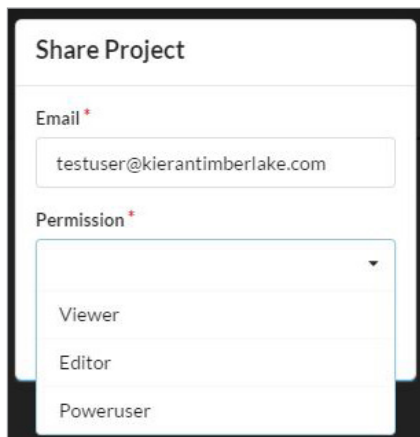 Share Project
Email *
testuser@kierantimberlake.com
Permission *
Viewer
Editor
Poweruser